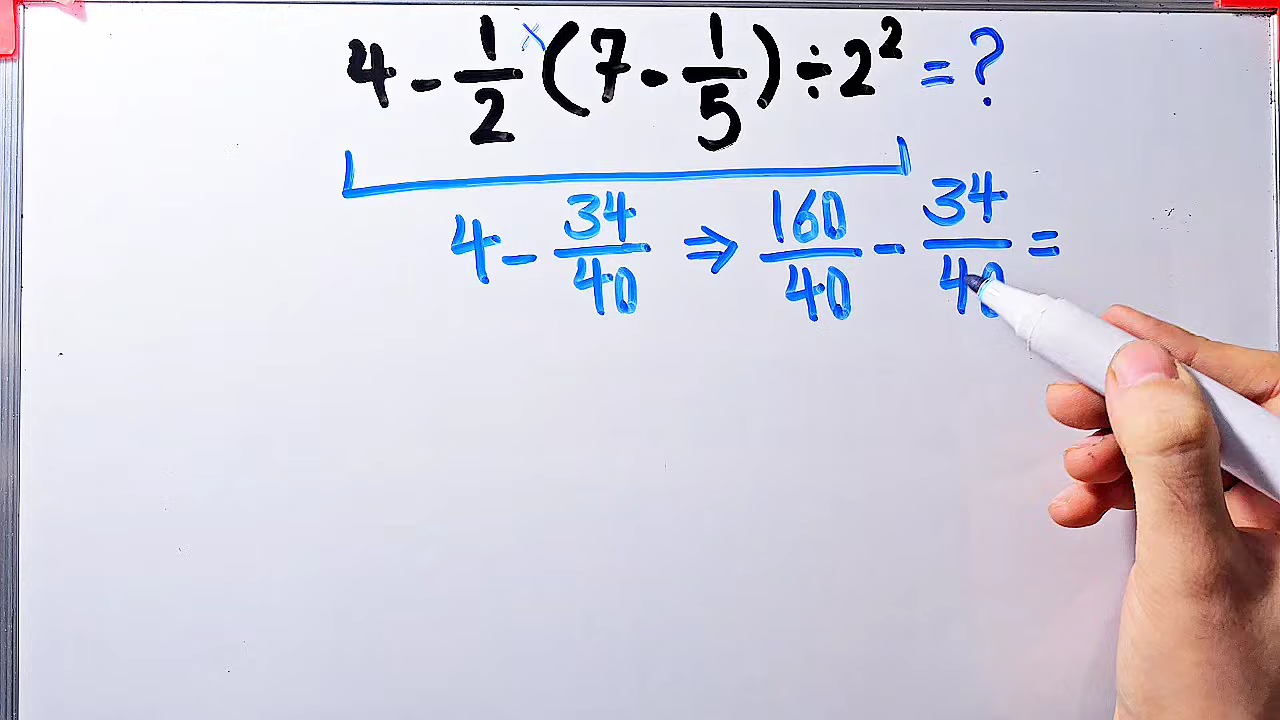 4 - 1/2 × (7 - 1/5) ÷ 2² = ?
4 - 34/40 ⇒ 160/40 - 34/40 =